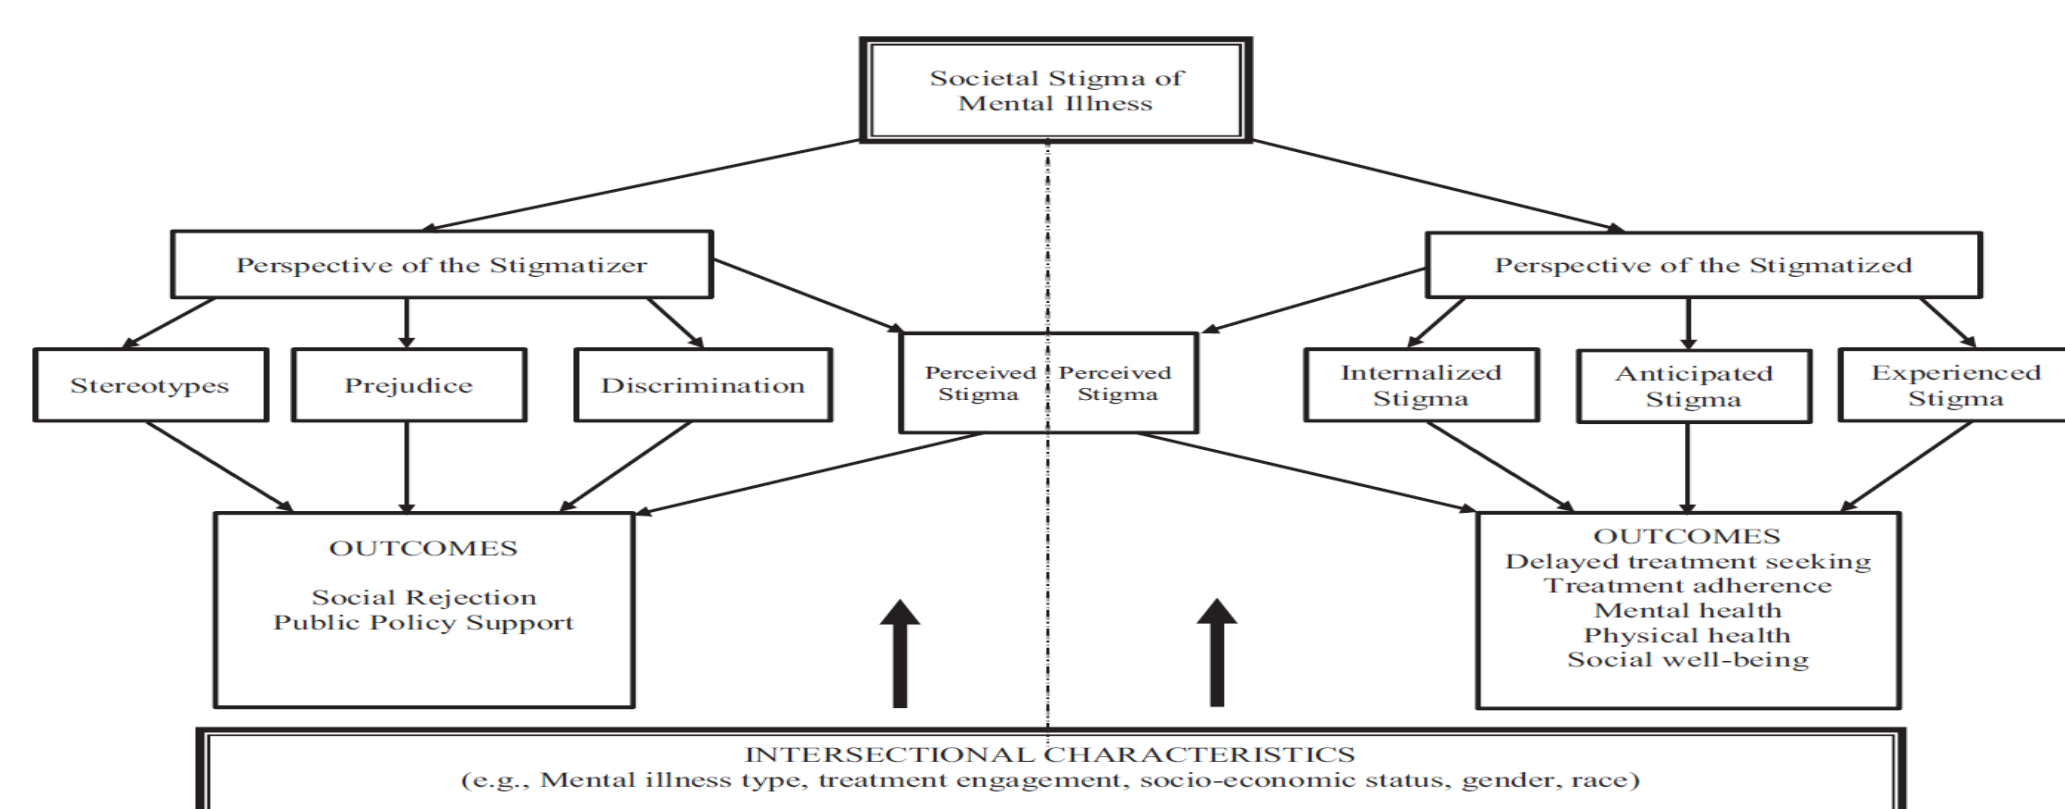 Societal Stigma of
Mental Illness
Perspective of the Stigmatizer
Perspective of the Stigmatized
Stereotypes
Prejudice
Discrimination
Perceived
Stigma
Perceived
Stigma
Internalized
Stigma
Anticipated
Stigma
Experienced
Stigma
OUTCOMES
Social Rejection
Public Policy Support
OUTCOMES
Delayed treatment seeking
Treatment adherence
Mental health
Physical health
Social well-being
INTERSECTIONAL CHARACTERISTICS
(e.g., Mental illness type, treatment engagement, socio-economic status, gender, race)